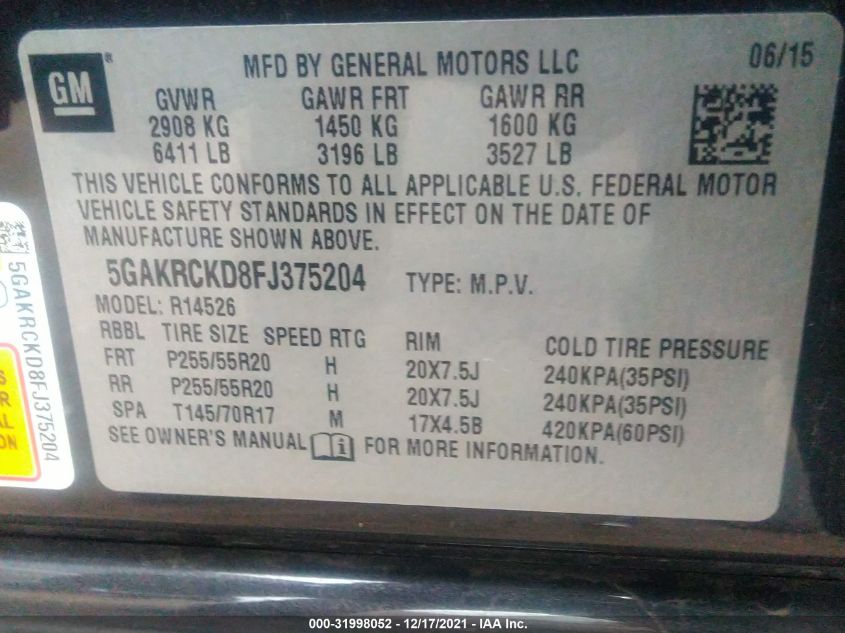 GM ®
MFD BY GENERAL MOTORS LLC 06/15
GVWR GAWR FRT GAWR RR
2908 KG 1450 KG 1600 KG
6411 LB 3196 LB 3527 LB
THIS VEHICLE CONFORMS TO ALL APPLICABLE U.S. FEDERAL MOTOR
VEHICLE SAFETY STANDARDS IN EFFECT ON THE DATE OF
MANUFACTURE SHOWN ABOVE.
5GAKRCKD8FJ375204 TYPE: M.P.V.
MODEL: R14526
RBBL TIRE SIZE SPEED RTG RIM COLD TIRE PRESSURE
FRT P255/55R20 H 20X7.5J 240KPA(35PSI)
RR P255/55R20 H 20X7.5J 240KPA(35PSI)
SPA T145/70R17 M 17X4.5B 420KPA(60PSI)
SEE OWNER'S MANUAL i FOR MORE INFORMATION.
5GAKRCKD8FJ375204
000-31998052 - 12/17/2021 - IAA Inc.